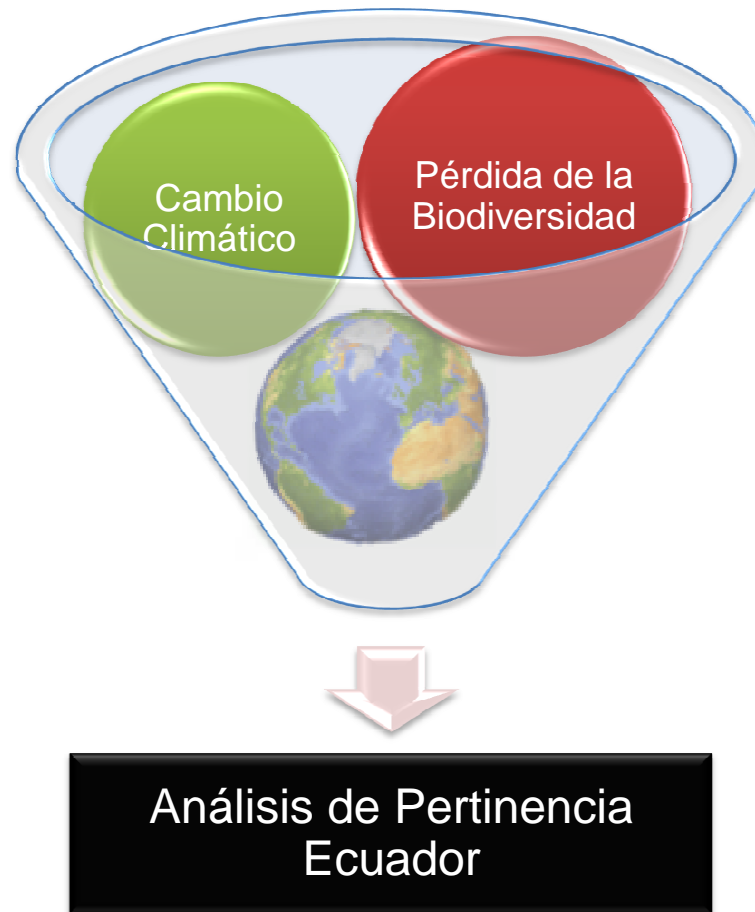 Cambio
Climático
Pérdida de la
Biodiversidad
Análisis de Pertinencia
Ecuador